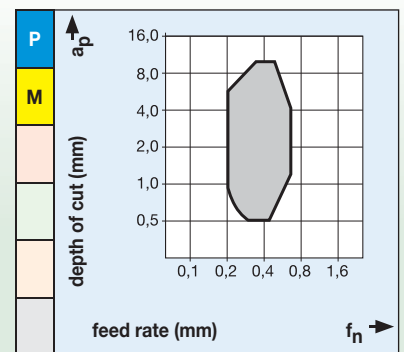 P
M
ap
depth of cut (mm)
16,0
8,0
4,0
2,0
1,0
0,5
0,1 0,2 0,4 0,8 1,6
feed rate (mm)
fn